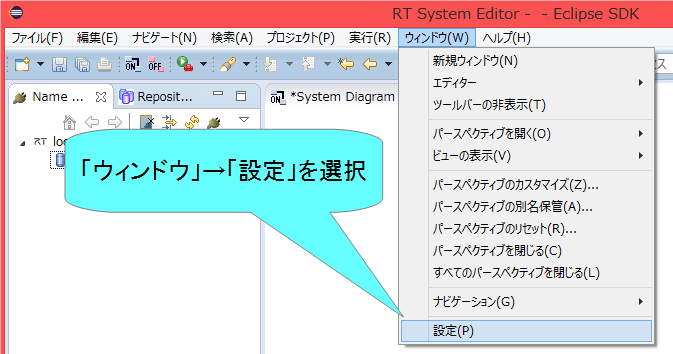 RT System Editor - - Eclipse SDK
ファイル(F) 編集(E) ナビゲート(N) 検索(A) プロジェクト(P) 実行(R) ウィンドウ(W) ヘルプ(H)
新規ウィンドウ(N)
エディター
ツールバーの非表示(T)
パースペクティブを開く(O)
ビューの表示(V)
パースペクティブのカスタマイズ(Z)...
パースペクティブの別名保管(A)...
パースペクティブのリセット(R)...
パースペクティブを閉じる(C)
すべてのパースペクティブを閉じる(L)
ナビゲーション(G)
設定(P)
ON OFF
ス
Name ... Reposit...
ON *System Diagram
RT lo
「ウィンドウ」→「設定」を選択